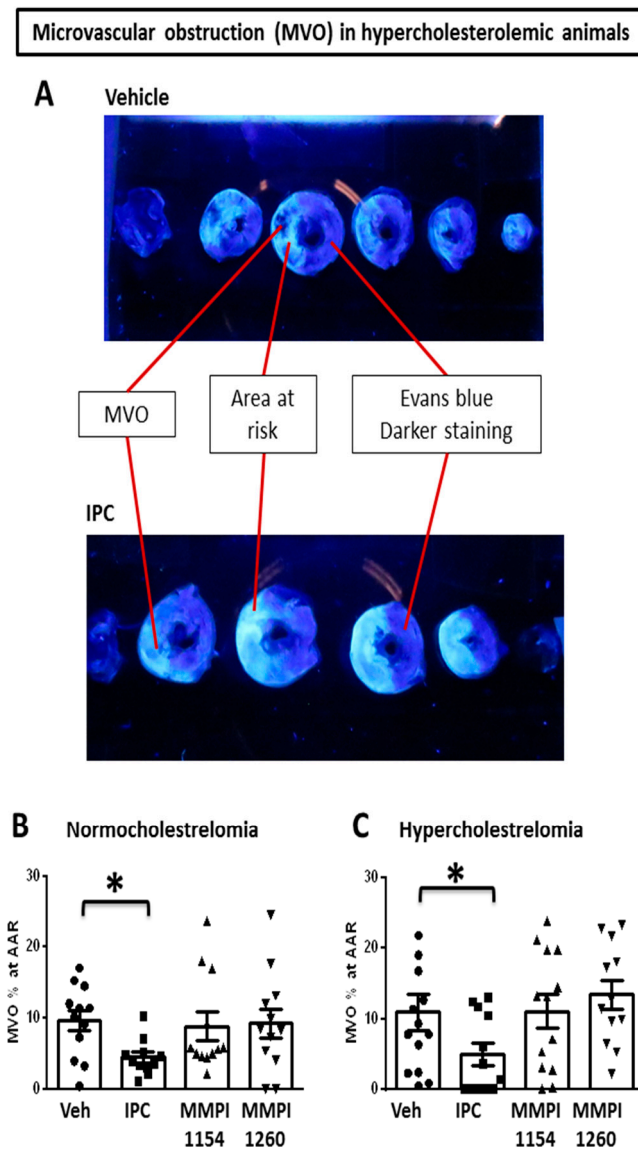 Microvascular obstruction (MVO) in hypercholesterolemic animals
A
Vehicle
MVO
Area at
risk
Evans blue
Darker staining
IPC
B Normocholestrelomia
MVO % at AAR
30
20
10
0
*
Veh IPC MMPI MMPI
1154 1260
C Hypercholestrelomia
MVO % at AAR
30
20
10
0
*
Veh IPC MMPI MMPI
1154 1260